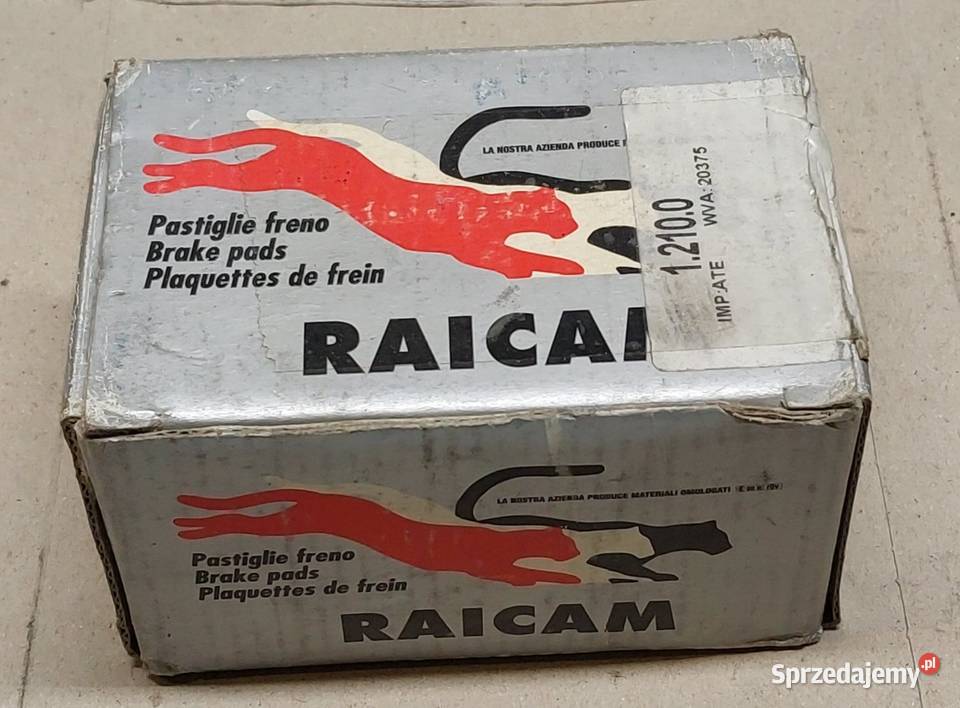 LA NOSTRA AZIENDA PRODUCE
Pastiglie freno
Brake pads
Plaquettes de frein
RAICAM
1.210.0
IMP:ATE WVA:20375
LA NOSTRA AZIENDA PRODUCE MATERIALI OMOLOGATI
Pastiglie freno
Brake pads
Plaquettes de frein
RAICAM
Sprzedajemy.pl